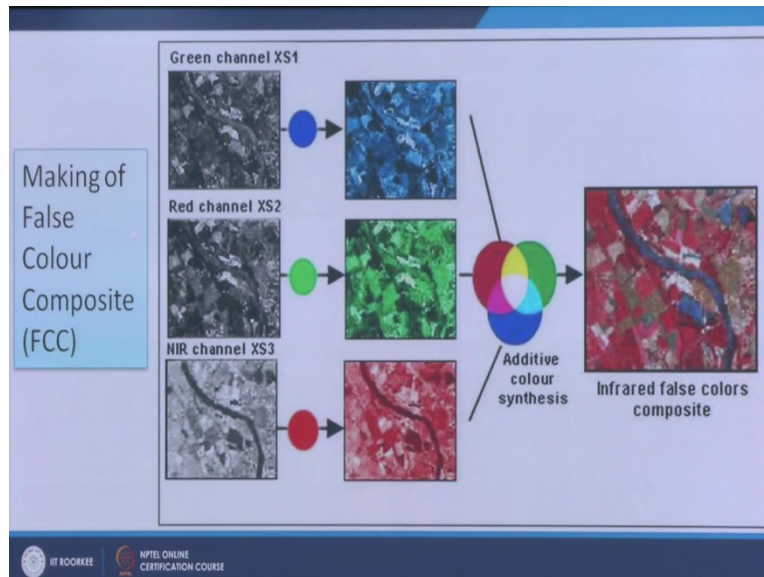 Making of
False
Colour
Composite
(FCC)
Green channel XS1
Red channel XS2
NIR channel XS3
Additive
colour
synthesis
Infrared false colors
composite
IIT ROORKEE
NPTEL ONLINE
CERTIFICATION COURSE